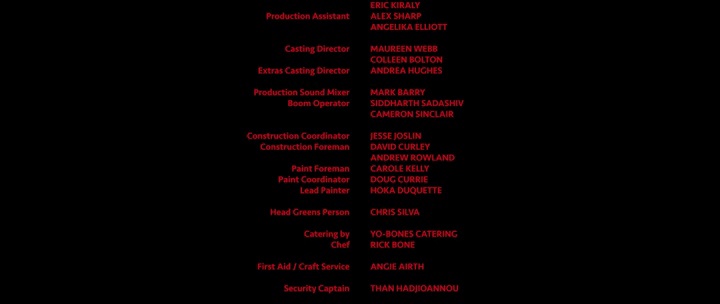 ERIC KIRALY
Production Assistant ALEX SHARP
ANGELIKA ELLIOTT
Casting Director MAUREEN WEBB
COLLEEN BOLTON
Extras Casting Director ANDREA HUGHES
Production Sound Mixer MARK BARRY
Boom Operator SIDDHARTH SADASHIV
CAMERON SINCLAIR
Construction Coordinator JESSE JOSLIN
Construction Foreman DAVID CURLEY
ANDREW ROWLAND
Paint Foreman CAROLE KELLY
Paint Coordinator DOUG CURRIE
Lead Painter HOKA DUQUETTE
Head Greens Person CHRIS SILVA
Catering by YO-BONES CATERING
Chef RICK BONE
First Aid / Craft Service ANGIE AIRTH
Security Captain THAN HADJIOANNOU